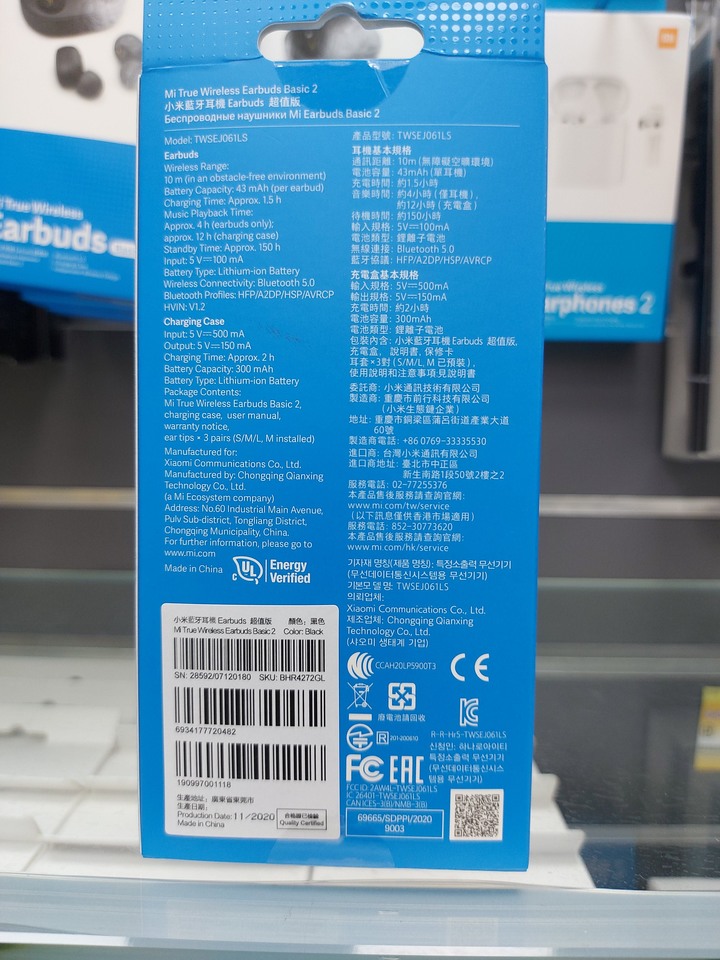 Mi True Wireless Earbuds Basic 2
小米藍牙耳機 Earbuds 超值版
Беспроводные наушники Mi Earbuds Basic 2
Model: TWSEJ061LS
Earbuds
Wireless Range:
10 m (in an obstacle-free environment)
Battery Capacity: 43 mAh (per earbud)
Charging Time: Approx. 1.5 h
Music Playback Time:
Approx. 4 h (earbuds only);
approx. 12 h (charging case)
Standby Time: Approx. 150 h
Input: 5 V⎓100 mA
Battery Type: Lithium-ion Battery
Wireless Connectivity: Bluetooth 5.0
Bluetooth Profiles: HFP/A2DP/HSP/AVRCP
HVIN: V1.2
Charging Case
Input: 5 V⎓500 mA
Output: 5 V⎓150 mA
Charging Time: Approx. 2 h
Battery Capacity: 300 mAh
Battery Type: Lithium-ion Battery
Package Contents:
Mi True Wireless Earbuds Basic 2,
charging case, user manual,
warranty notice,
ear tips × 3 pairs (S/M/L, M installed)
Manufactured for:
Xiaomi Communications Co., Ltd.
Manufactured by: Chongqing Qianxing
Technology Co., Ltd.
(a Mi Ecosystem company)
Address: No.60 Industrial Main Avenue,
Pulv Sub-district, Tongliang District,
Chongqing Municipality, China.
For further information, please go to
www.mi.com
Made in China
UL
Energy
Verified
產品型號: TWSEJ061LS
耳機基本規格
通訊距離: 10m (無障礙空曠環境)
電池容量: 43mAh (單耳機)
充電時間: 約1.5小時
音樂時間: 約4小時 (僅耳機),
約12小時 (充電盒)
待機時間: 約150小時
輸入規格: 5V⎓100mA
電池類型: 鋰離子電池
無線連接: Bluetooth 5.0
藍牙協議: HFP/A2DP/HSP/AVRCP
充電盒基本規格
輸入規格: 5V⎓500mA
輸出規格: 5V⎓150mA
充電時間: 約2小時
電池容量: 300mAh
電池類型: 鋰離子電池
包裝內含: 小米藍牙耳機 Earbuds 超值版,
充電盒, 說明書, 保修卡
耳套×3對 (S/M/L, M 已預裝),
使用說明和注意事項見說明書
委託商: 小米通訊技術有限公司
製造商: 重慶市前行科技有限公司
(小米生態鏈企業)
地址: 重慶市銅梁區蒲呂街道產業大道
60號
製造商電話: +86 0769-33335530
進口商: 台灣小米通訊有限公司
進口商地址: 臺北市中正區
新生南路1段50號2樓之2
服務電話: 02-77255376
本產品售後服務請查詢官網:
www.mi.com/tw/service
(以下訊息僅供香港市場適用)
服務電話: 852-30773620
本產品售後服務請查詢官網:
www.mi.com/hk/service
기자재 명칭(제품 명칭): 특정소출력 무선기기
(무선데이터통신시스템용 무선기기)
기본모 델 명: TWSEJ061LS
의뢰업체:
Xiaomi Communications Co., Ltd.
제조업체: Chongqing Qianxing
Technology Co., Ltd.
(샤오미 생태계 기업)
CCAH20LP5900T3
CE
廢電池請回收
R 201-200610
R-R-Hr5-TWSEJ061LS
신청인: 하나로아이티
특정소출력 무선기기
(무선데이터통신시스
템용 무선기기)
FC EAC
FCC ID: 2AW4L-TWSEJ061LS
IC: 26401-TWSEJ061LS
CAN ICES-3(B)/NMB-3(B)
69665/SDPPI/2020
9003
小米藍牙耳機 Earbuds 超值版 顏色: 黑色
Mi True Wireless Earbuds Basic 2 Color: Black
SN: 28592/07120180 SKU: BHR4272GL
6934177720482
190997001118
生產地址: 廣東省東莞市
生產日期:
Production Date: 11/2020
Made in China
合格鑑已檢驗
Quality Certified
Mi True Wireless
Earbuds
True Wireless
arphones 2